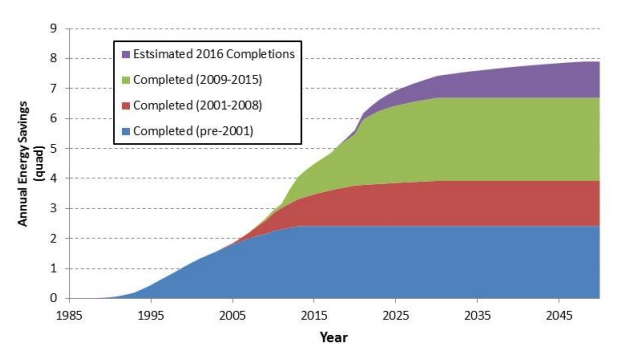 9
8
7
6
5
4
3
2
1
0
Annual Energy Savings
(quad)
Estsimated 2016 Completions
Completed (2009-2015)
Completed (2001-2008)
Completed (pre-2001)
1985 1995 2005 2015 2025 2035 2045
Year